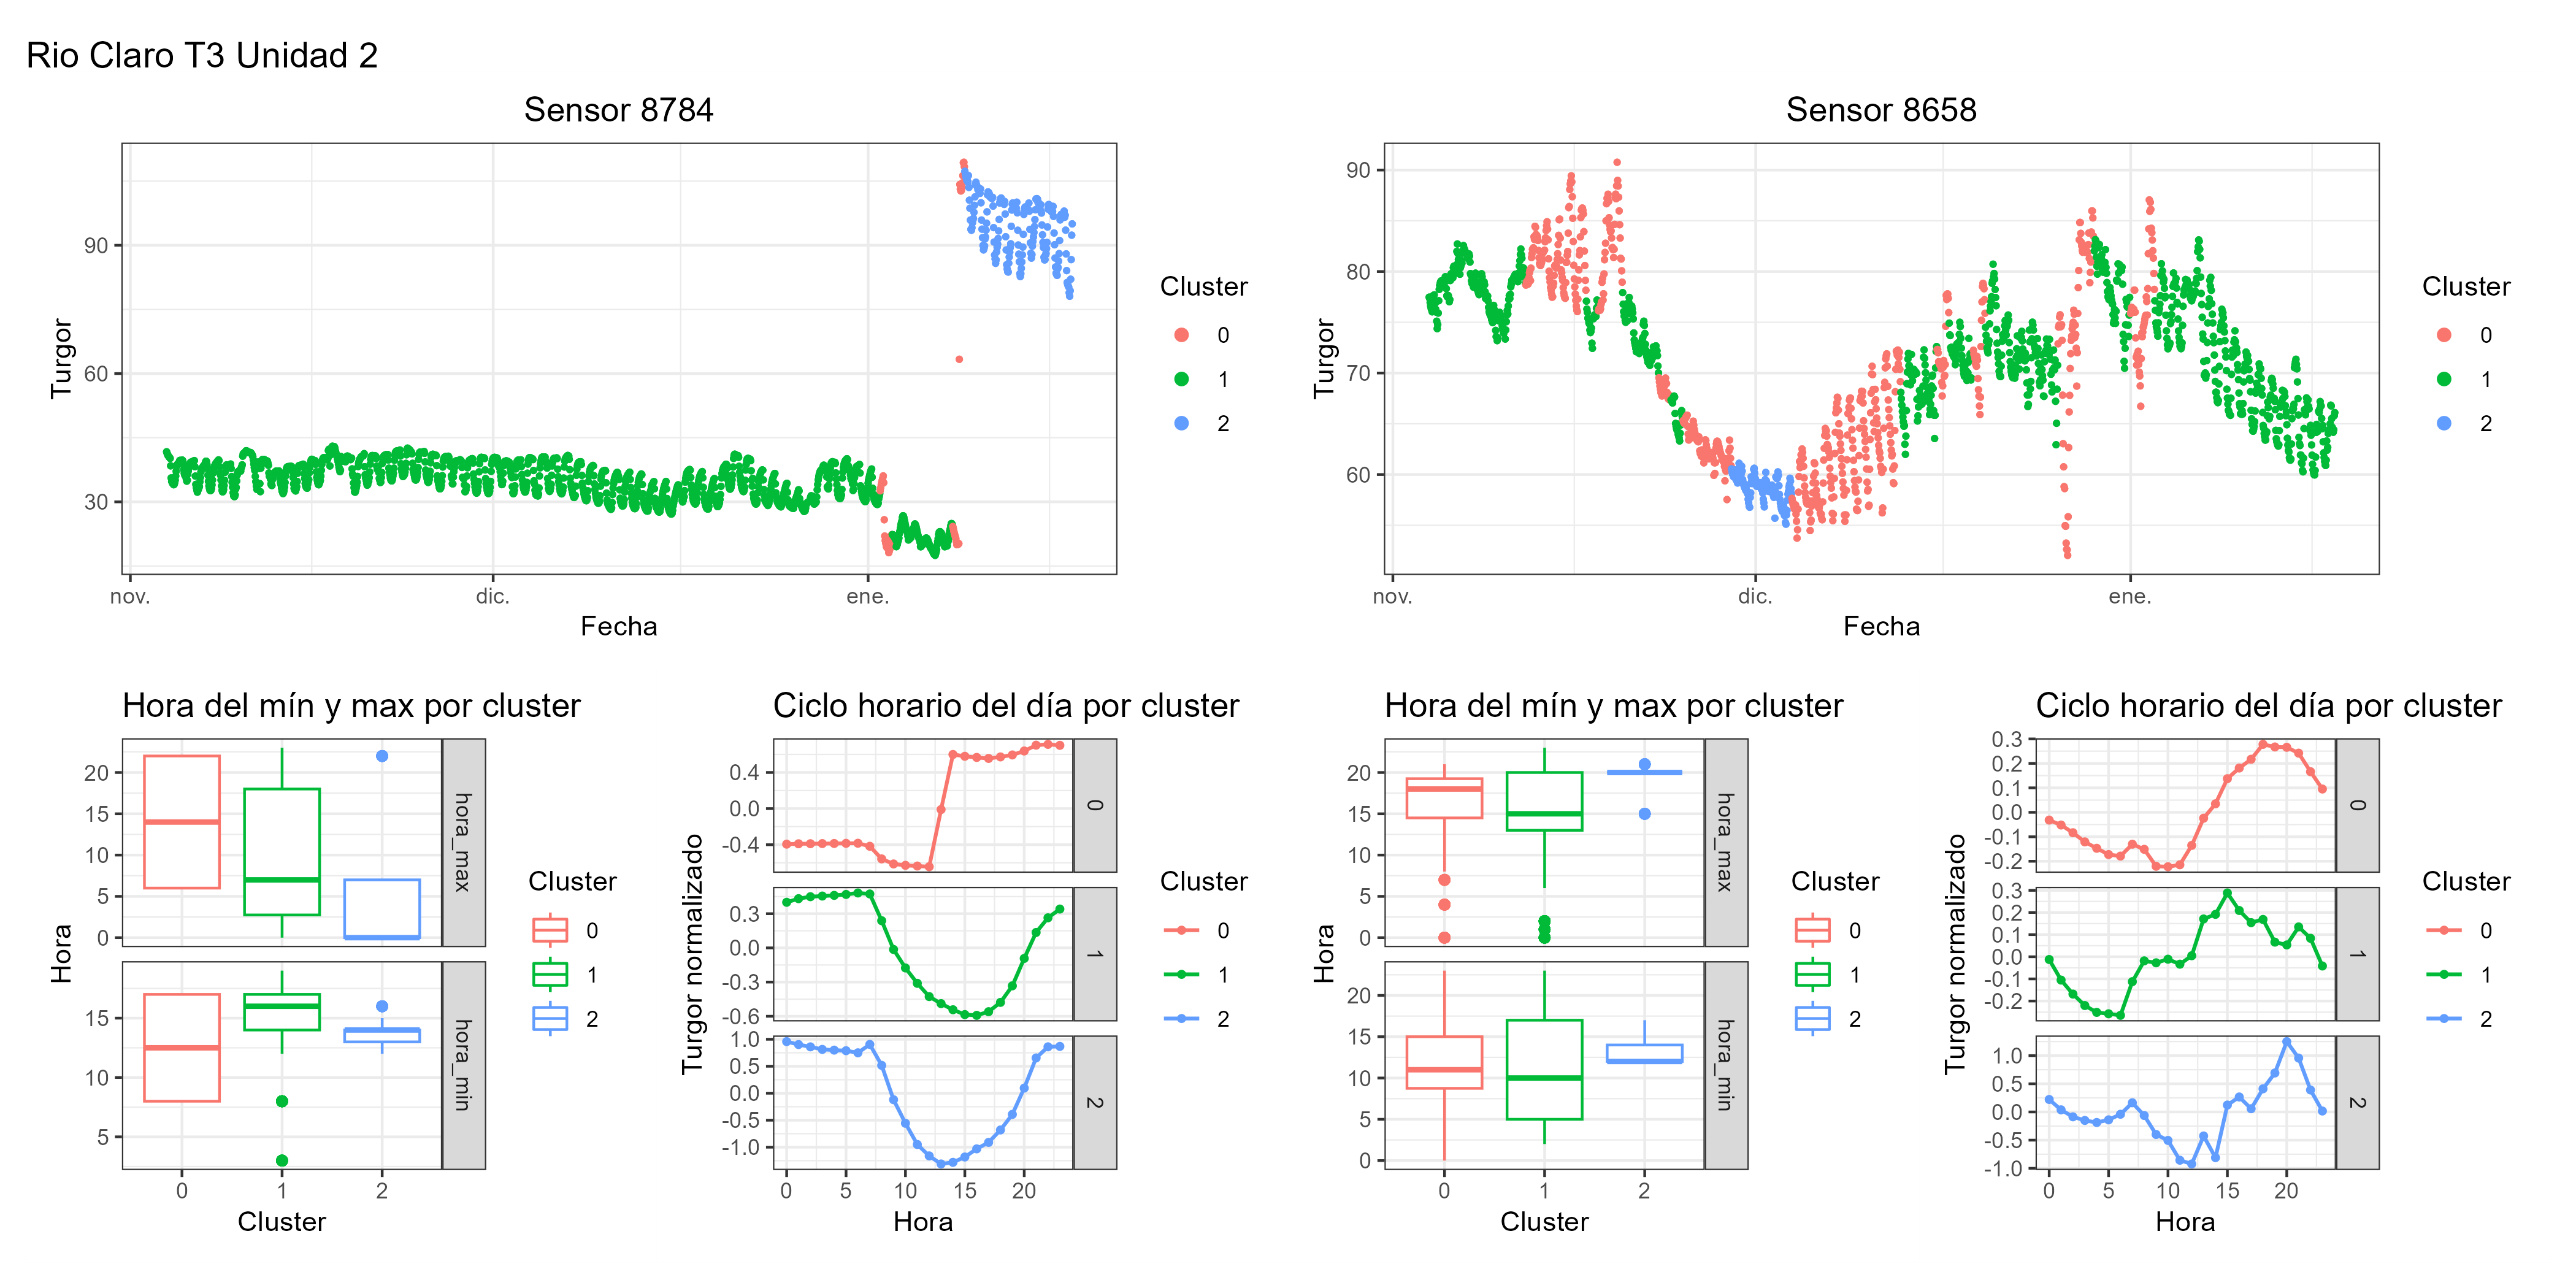 Rio Claro T3 Unidad 2
Sensor 8784
Turgor
90
60
30
nov.
dic.
ene.
Fecha
Cluster
0
1
2
Sensor 8658
Turgor
90
80
70
60
nov.
dic.
ene.
Fecha
Cluster
0
1
2
Hora del mín y max por cluster
Hora
20
15
10
5
0
hora_max
15
10
5
hora_min
0
1
2
Cluster
Cluster
0
1
2
Ciclo horario del día por cluster
Turgor normalizado
0.4
0.0
-0.4
0
0.3
0.0
-0.3
-0.6
1
1.0
0.5
0.0
-0.5
-1.0
2
0
5
10
15
20
Hora
Cluster
0
1
2
Hora del mín y max por cluster
Hora
20
15
10
5
0
hora_max
20
15
10
5
0
hora_min
0
1
2
Cluster
Cluster
0
1
2
Ciclo horario del día por cluster
Turgor normalizado
0.3
0.2
0.1
0.0
-0.1
-0.2
0
0.3
0.2
0.1
0.0
-0.1
-0.2
1
1.0
0.5
0.0
-0.5
-1.0
2
0
5
10
15
20
Hora
Cluster
0
1
2